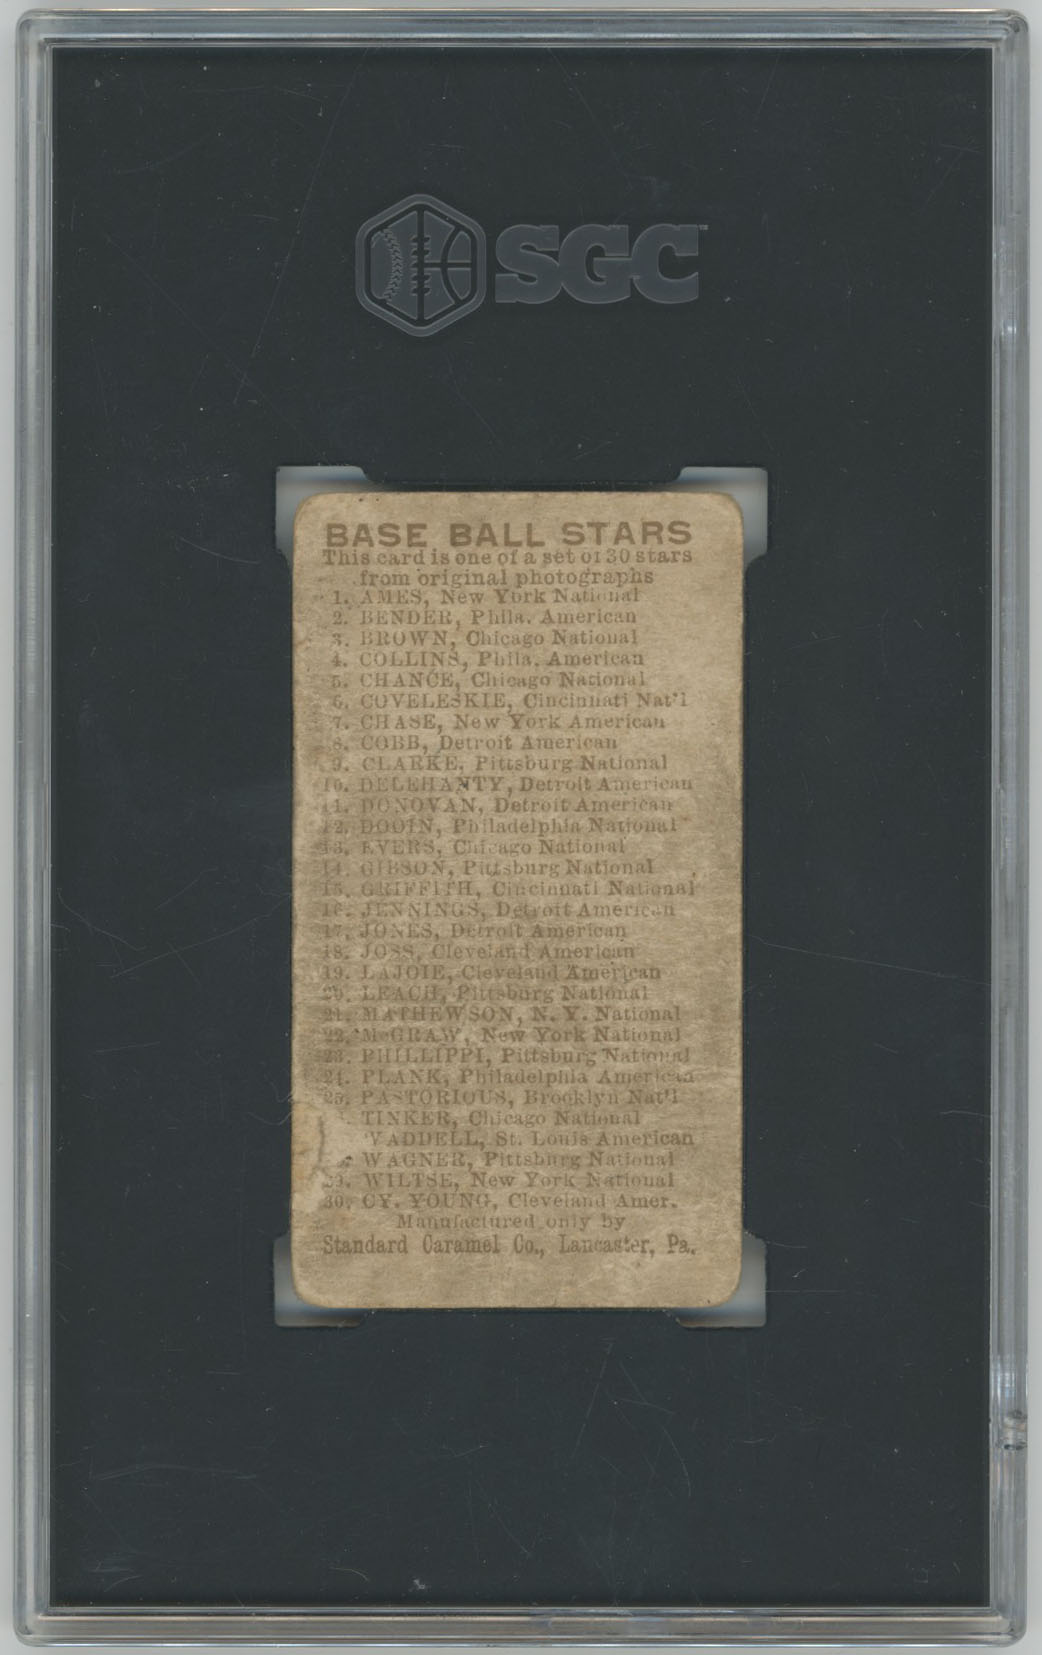 SGC
BASE BALL STARS
This card is one of a set of 30 stars
from original photographs
1. AMES, New York National
2. BENDER, Phila. American
3. BROWN, Chicago National
4. COLLINS, Phila. American
5. CHANCE, Chicago National
6. COVELESKIE, Cincinnati Nat'l
7. CHASE, New York American
8. COBB, Detroit American
9. CLARKE, Pittsburg National
10. DELEHANTY, Detroit American
11. DONOVAN, Detroit American
12. DOOIN, Philadelphia National
13. EVERS, Chicago National
14. GIBSON, Pittsburg National
15. GRIFFITH, Cincinnati National
16. JENNINGS, Detroit American
17. JONES, Detroit American
18. JOSS, Cleveland American
19. LAJOIE, Cleveland American
20. LEACH, Pittsburg National
21. MATHEWSON, N. Y. National
22. McGRAW, New York National
23. PHILLIPPI, Pittsburg National
24. PLANK, Philadelphia American
25. PASTORIOUS, Brooklyn Nat'l
TINKER, Chicago National
WADDELL, St. Louis American
WAGNER, Pittsburg National
29. WILTSE, New York National
30. CY. YOUNG, Cleveland Amer.
Manufactured only by
Standard Caramel Co., Lancaster, Pa.